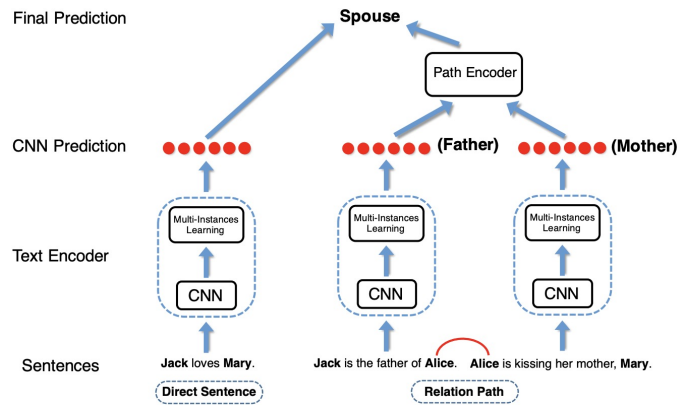 Final Prediction
Spouse
Path Encoder
CNN Prediction
(Father)
(Mother)
Text Encoder
Multi-Instances
Learning
CNN
Multi-Instances
Learning
CNN
Multi-Instances
Learning
CNN
Sentences
Jack loves Mary.
Jack is the father of Alice.
Alice is kissing her mother, Mary.
Direct Sentence
Relation Path